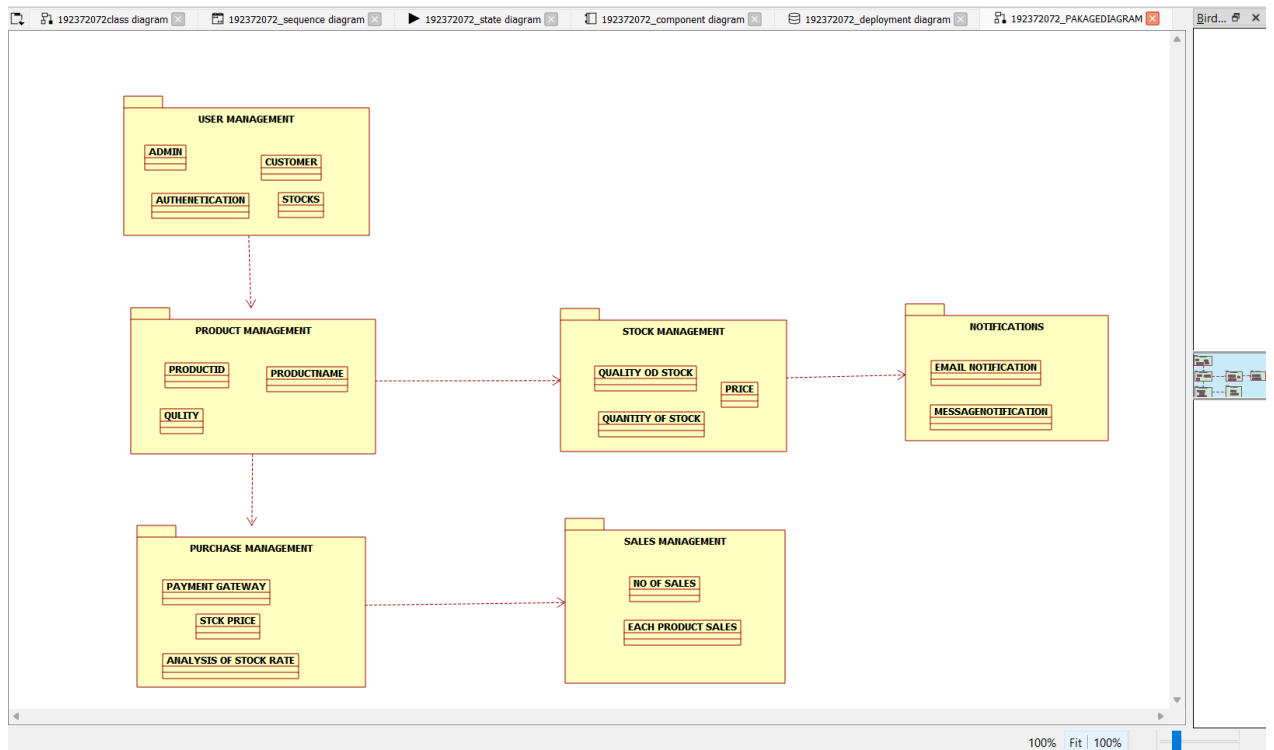 192372072class diagram
192372072_sequence diagram
192372072_state diagram
192372072_component diagram
192372072_deployment diagram
192372072_PAKAGEDIAGRAM
Bird...
USER MANAGEMENT
ADMIN
CUSTOMER
AUTHENETICATION
STOCKS
PRODUCT MANAGEMENT
PRODUCTID
PRODUCTNAME
QULITY
STOCK MANAGEMENT
QUALITY OD STOCK
PRICE
QUANTITY OF STOCK
NOTIFICATIONS
EMAIL NOTIFICATION
MESSAGENOTIFICATION
PURCHASE MANAGEMENT
PAYMENT GATEWAY
STCK PRICE
ANALYSIS OF STOCK RATE
SALES MANAGEMENT
NO OF SALES
EACH PRODUCT SALES
100% Fit 100%